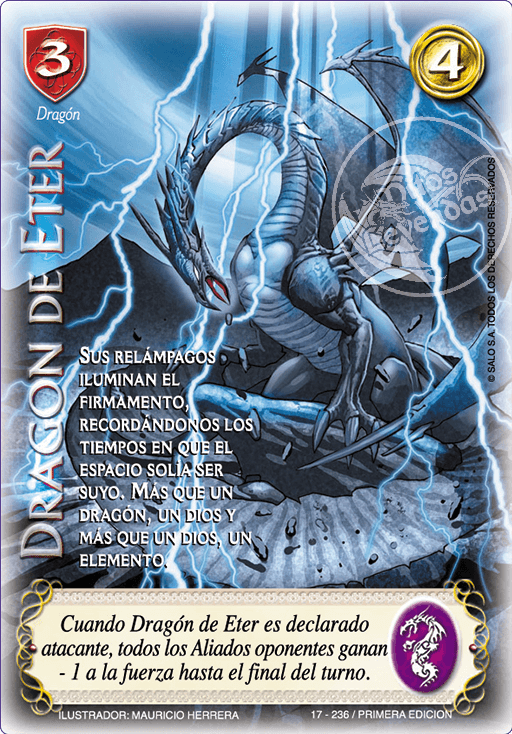 3
4
Dragón
DRAGON DE ETER
SUS RELÁMPAGOS
ILUMINAN EL
FIRMAMENTO,
RECORDÁNDONOS LOS
TIEMPOS EN QUE EL
ESPACIO SOLÍA SER
SUYO. MÁS QUE UN
DRAGÓN, UN DIOS Y
MÁS QUE UN DIOS, UN
ELEMENTO.
© SALO S.A. TODOS LOS DERECHOS RESERVADOS
Mitos
Leyendas
Cuando Dragón de Eter es declarado
atacante, todos los Aliados oponentes ganan
- 1 a la fuerza hasta el final del turno.
ILUSTRADOR: MAURICIO HERRERA
17 - 236 / PRIMERA EDICION